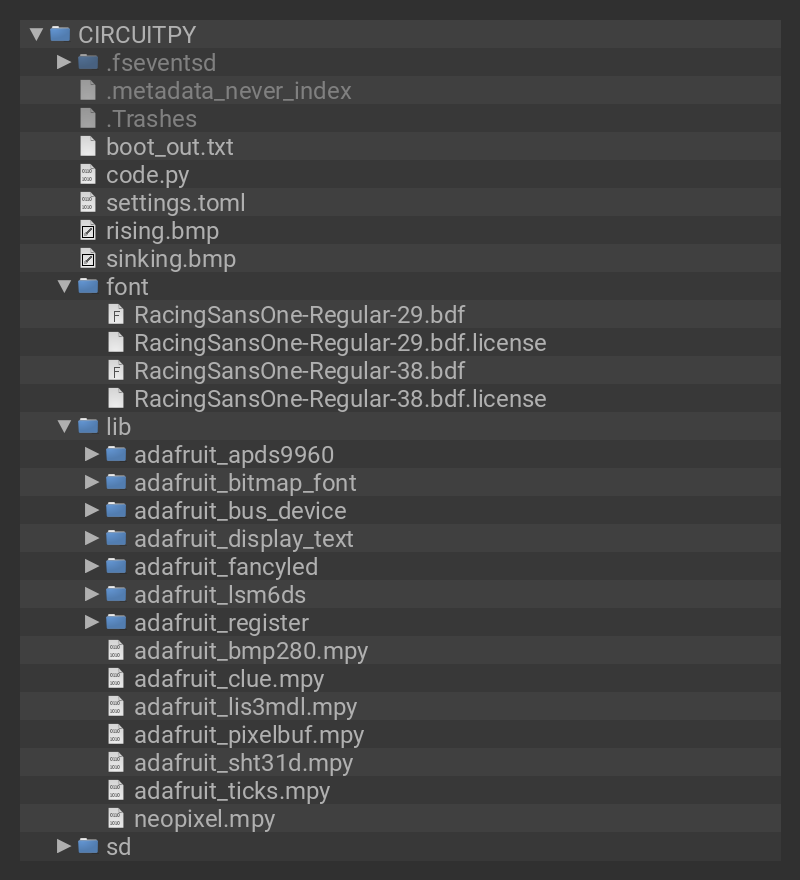 CIRCUITPY
.fseventsd
.metadata_never_index
.Trashes
boot_out.txt
code.py
settings.toml
rising.bmp
sinking.bmp
font
RacingSansOne-Regular-29.bdf
RacingSansOne-Regular-29.bdf.license
RacingSansOne-Regular-38.bdf
RacingSansOne-Regular-38.bdf.license
lib
adafruit_apds9960
adafruit_bitmap_font
adafruit_bus_device
adafruit_display_text
adafruit_fancyled
adafruit_lsm6ds
adafruit_register
adafruit_bmp280.mpy
adafruit_clue.mpy
adafruit_lis3mdl.mpy
adafruit_pixelbuf.mpy
adafruit_sht31d.mpy
adafruit_ticks.mpy
neopixel.mpy
sd